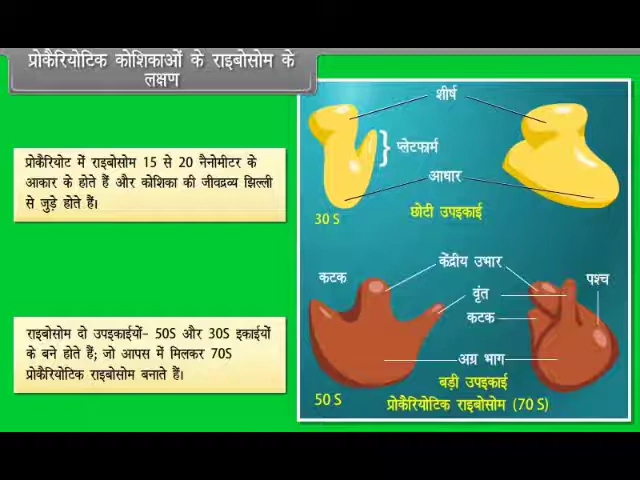 प्रोकैरियोटिक कोशिकाओं के राइबोसोम के
लक्षण
प्रोकैरियोट में राइबोसोम 15 से 20 नैनोमीटर के
आकार के होते हैं और कोशिका की जीवद्रव्य झिल्ली
से जुड़े होते हैं।
राइबोसोम दो उपइकाईयों- 50S और 30S इकाईयों
के बने होते हैं; जो आपस में मिलकर 70S
प्रोकैरियोटिक राइबोसोम बनाते हैं।
शीर्ष
प्लेटफार्म
आधार
30 S
छोटी उपइकाई
केंद्रीय उभार
कटक
पश्च
वृंत
कटक
अग्र भाग
बड़ी उपइकाई
50 S
प्रोकैरियोटिक राइबोसोम (70 S)